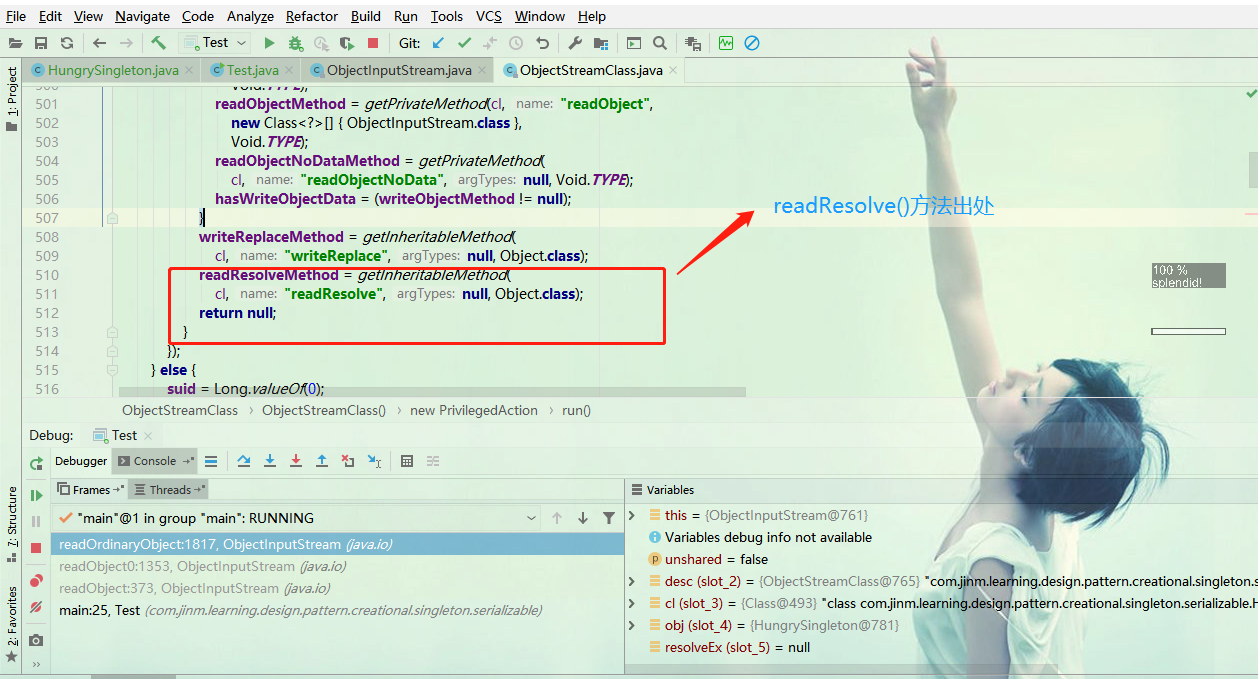 File Edit View Navigate Code Analyze Refactor Build Run Tools VCS Window Help
Test Git:
HungrySingleton.java Test.java ObjectInputStream.java ObjectStreamClass.java
1: Project
Void.TYPE);
501 readObjectMethod = getPrivateMethod(cl, name: "readObject",
502 new Class<?>[] { ObjectInputStream.class },
503 Void.TYPE);
504 readObjectNoDataMethod = getPrivateMethod(
505 cl, name: "readObjectNoData", argTypes: null, Void.TYPE);
506 hasWriteObjectData = (writeObjectMethod != null);
507 }
readResolve()方法出处
508 writeReplaceMethod = getInheritableMethod(
509 cl, name: "writeReplace", argTypes: null, Object.class);
510 readResolveMethod = getInheritableMethod(
511 cl, name: "readResolve", argTypes: null, Object.class);
512 return null;
513 }
514 });
515 } else {
516 suid = Long.valueOf(0);
100 %
splendid!
ObjectStreamClass › ObjectStreamClass() › new PrivilegedAction › run()
Debug: Test
Debugger Console
Frames Threads
"main"@1 in group "main": RUNNING
readOrdinaryObject:1817, ObjectInputStream (java.io)
readObject0:1353, ObjectInputStream (java.io)
readObject:373, ObjectInputStream (java.io)
main:25, Test (com.jinm.learning.design.pattern.creational.singleton.serializable)
Variables
this = {ObjectInputStream@761}
Variables debug info not available
unshared = false
desc (slot_2) = {ObjectStreamClass@765} "com.jinm.learning.design.pattern.creational.singleton.s
cl (slot_3) = {Class@493} "class com.jinm.learning.design.pattern.creational.singleton.serializable.H
obj (slot_4) = {HungrySingleton@781}
resolveEx (slot_5) = null
7: Structure
2: Favorites